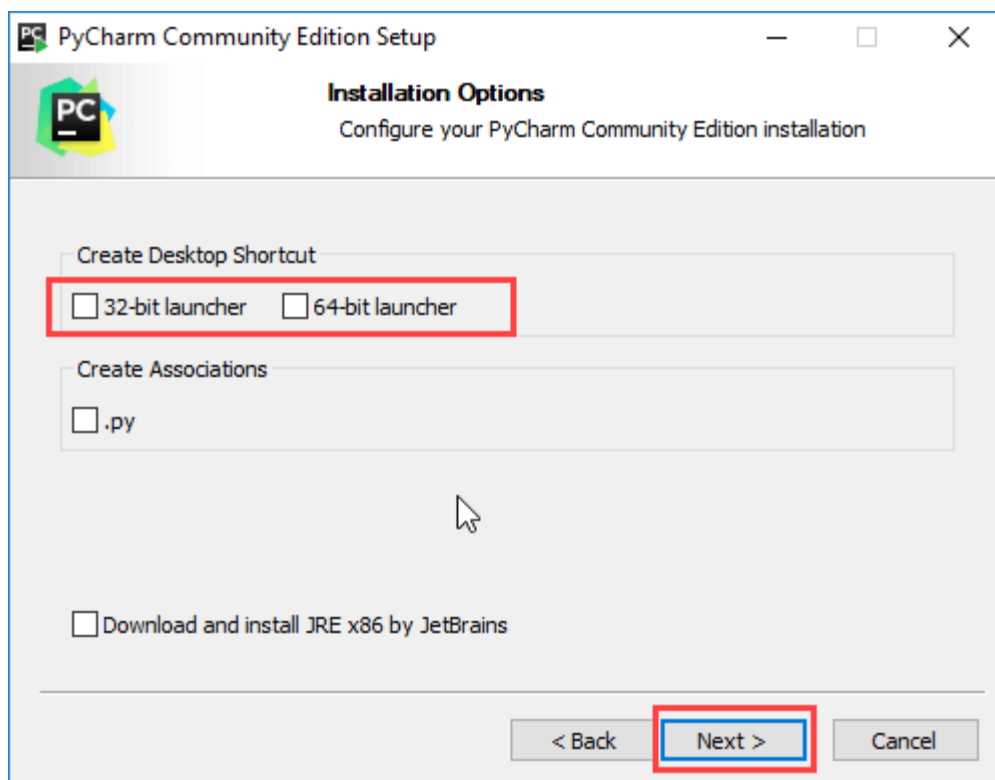 PyCharm Community Edition Setup
PC
Installation Options
Configure your PyCharm Community Edition installation
Create Desktop Shortcut
32-bit launcher 64-bit launcher
Create Associations
.py
Download and install JRE x86 by JetBrains
< Back Next > Cancel